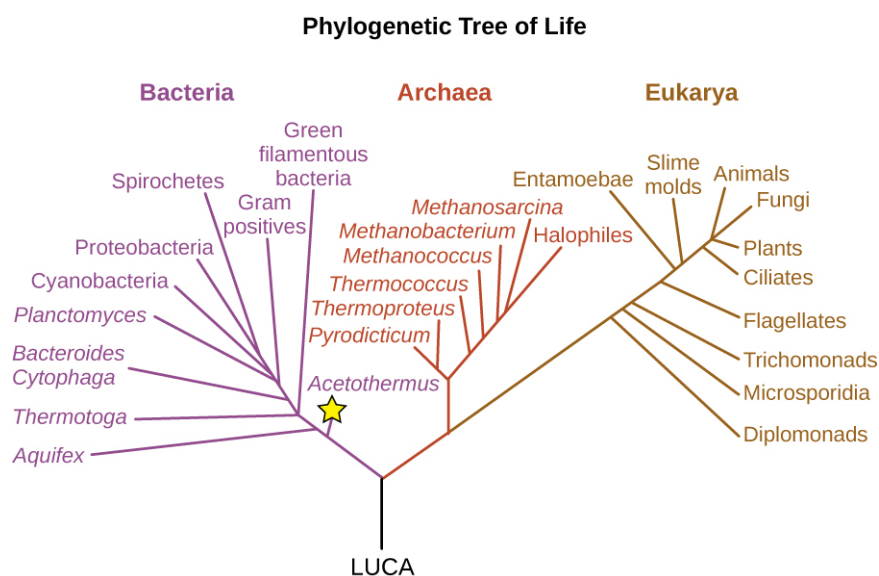 Phylogenetic Tree of Life
Bacteria
Archaea
Eukarya
Green
filamentous
bacteria
Spirochetes
Gram
positives
Proteobacteria
Cyanobacteria
Planctomyces
Bacteroides
Cytophaga
Thermotoga
Aquifex
Acetothermus
Methanosarcina
Methanobacterium
Halophiles
Methanococcus
Thermococcus
Thermoproteus
Pyrodicticum
Entamoebae
Slime
molds
Animals
Fungi
Plants
Ciliates
Flagellates
Trichomonads
Microsporidia
Diplomonads
LUCA